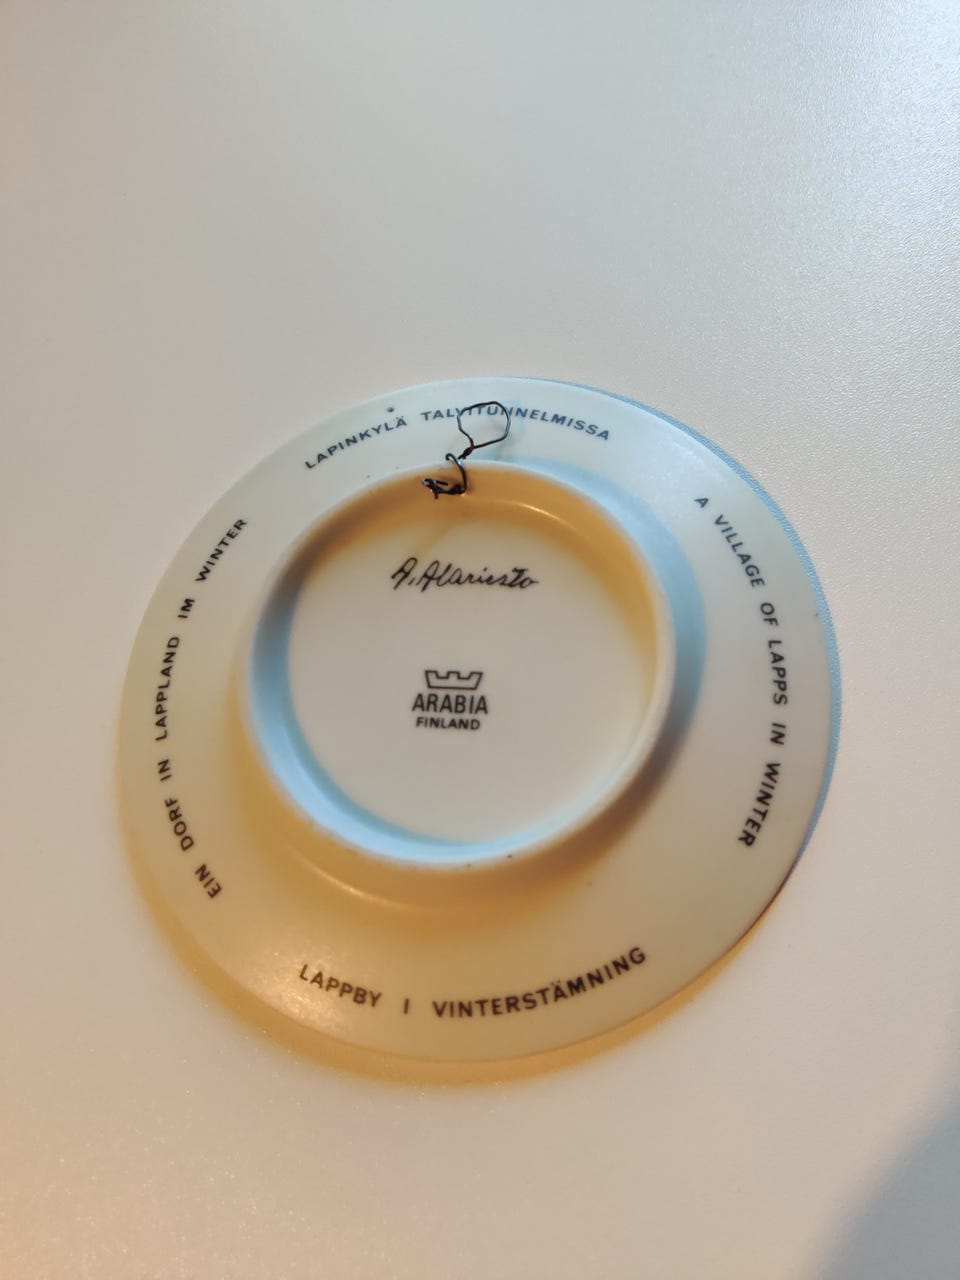 LAPINKYLÄ TALVITUNNELMISSA
A VILLAGE OF LAPPS IN WINTER
LAPPBY I VINTERSTÄMNING
EIN DORF IN LAPPLAND IM WINTER
A. Alariesto
ARABIA
FINLAND